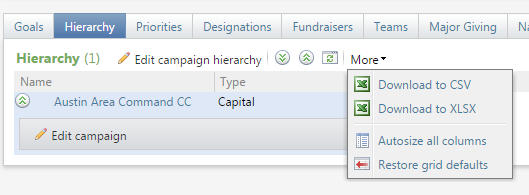 Goals Hierarchy Priorities Designations Fundraisers Teams Major Giving
Hierarchy (1) Edit campaign hierarchy More
Name Type
Austin Area Command CC Capital
Edit campaign
Download to CSV
Download to XLSX
Autosize all columns
Restore grid defaults